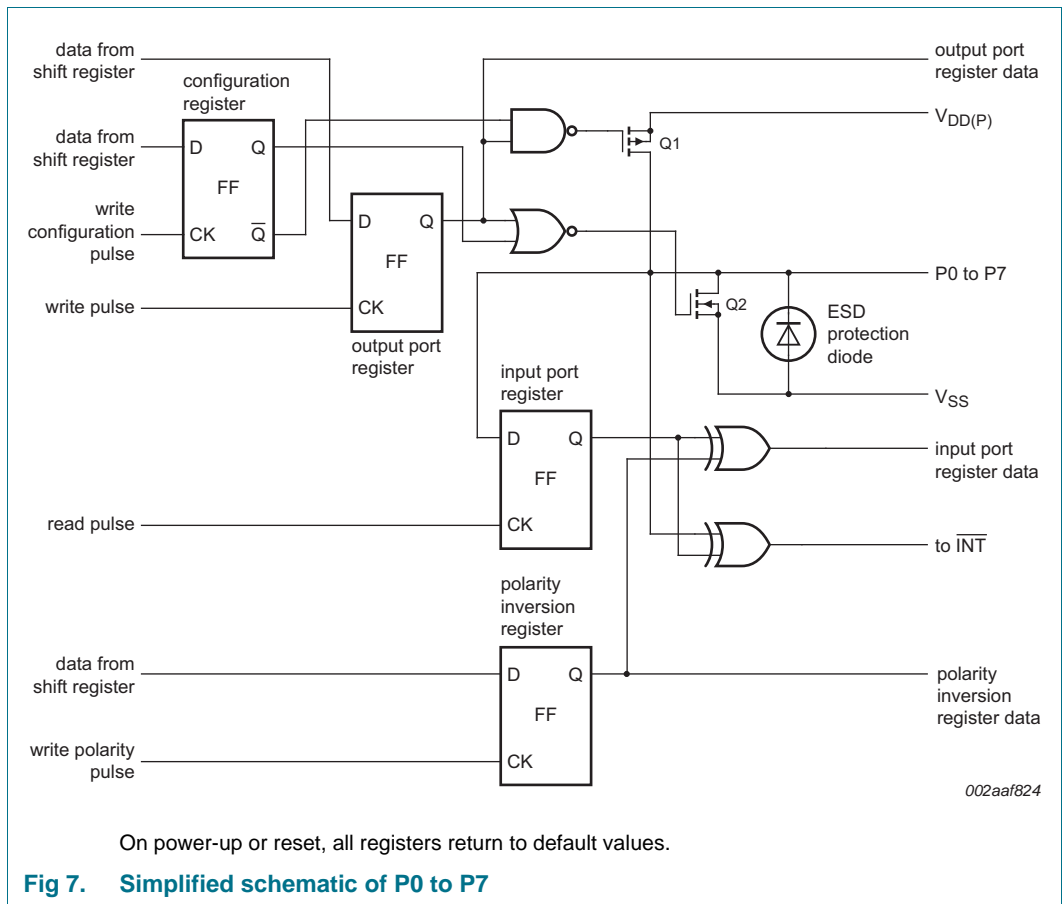 data from
shift register
output port
register data
configuration
register
V_DD(P)
Q1
data from
shift register
D
Q
FF
write
configuration
pulse
CK
Q̅
D
Q
FF
P0 to P7
Q2
ESD
protection
diode
write pulse
CK
output port
register
input port
register
V_SS
D
Q
input port
register data
FF
read pulse
CK
to I̅N̅T̅
polarity
inversion
register
data from
shift register
D
Q
polarity
inversion
register data
FF
write polarity
pulse
CK
002aaf824
On power-up or reset, all registers return to default values.
Fig 7. Simplified schematic of P0 to P7